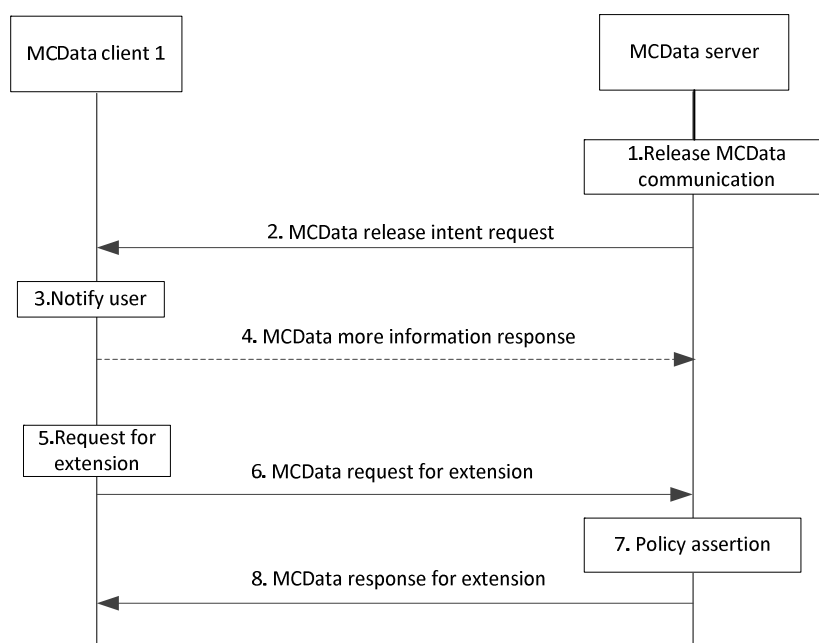 MCData client 1
MCData server
1.Release MCData
communication
2. MCData release intent request
3.Notify user
4. MCData more information response
5.Request for
extension
6. MCData request for extension
7. Policy assertion
8. MCData response for extension